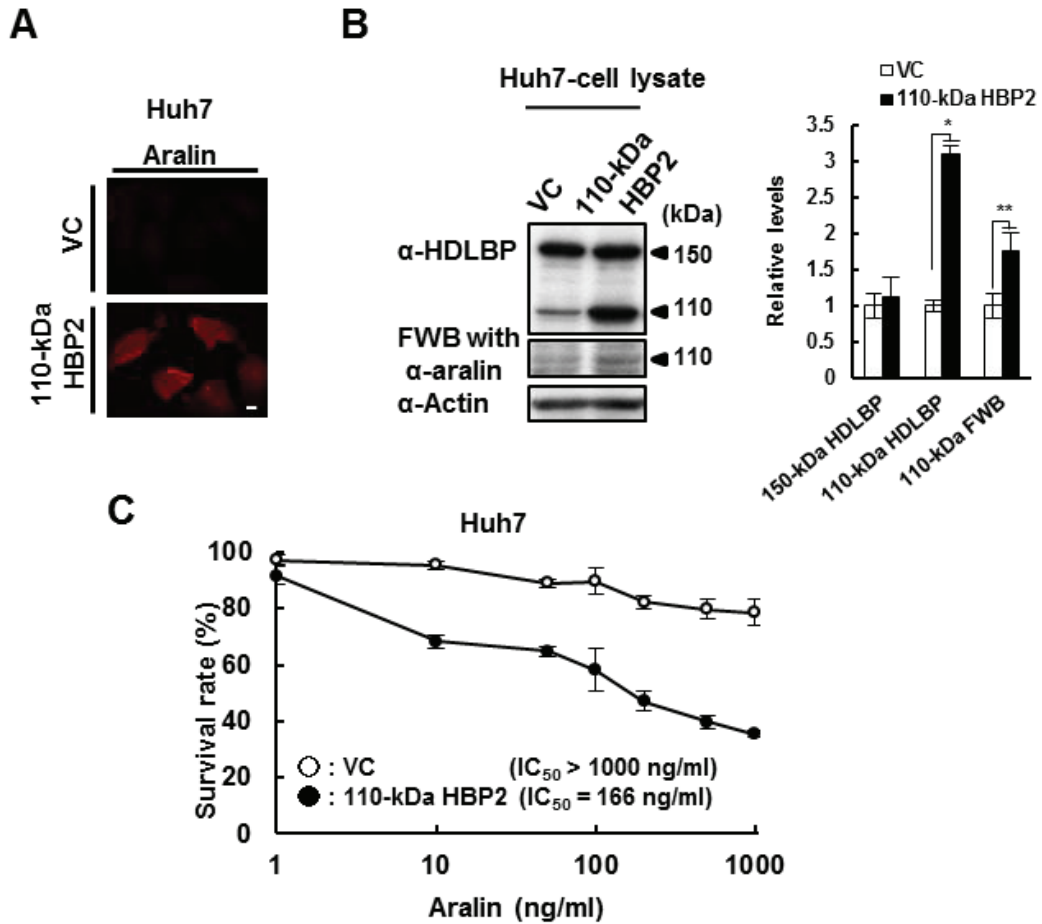 A
Huh7
Aralin
VC
110-kDa
HBP2
B
Huh7-cell lysate
VC
110-kDa
HBP2
(kDa)
α-HDLBP
150
110
FWB with
α-aralin
110
α-Actin
VC
110-kDa HBP2
Relative levels
3.5
3
2.5
2
1.5
1
0.5
0
*
**
150-kDa HDLBP
110-kDa HDLBP
110-kDa FWB
C
Huh7
Survival rate (%)
100
80
60
40
20
0
: VC (IC50 > 1000 ng/ml)
: 110-kDa HBP2 (IC50 = 166 ng/ml)
1 10 100 1000
Aralin (ng/ml)